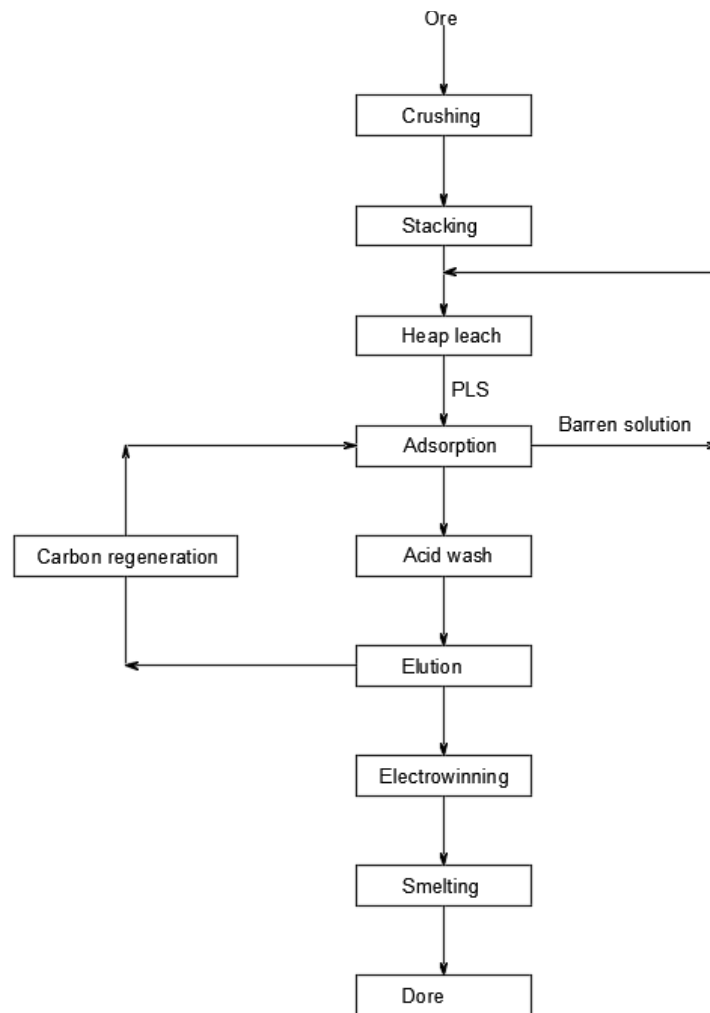 Ore
Crushing
Stacking
Heap leach
PLS
Barren solution
Adsorption
Carbon regeneration
Acid wash
Elution
Electrowinning
Smelting
Dore